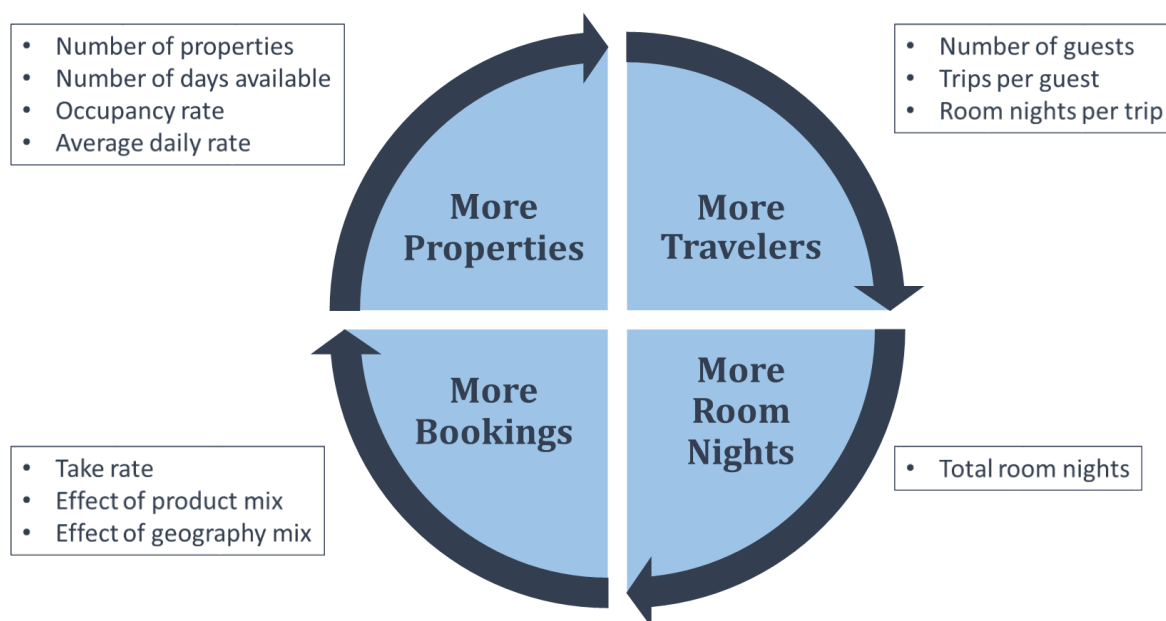 • Number of properties
• Number of days available
• Occupancy rate
• Average daily rate
• Number of guests
• Trips per guest
• Room nights per trip
More
Properties
More
Travelers
More
Bookings
More
Room
Nights
• Take rate
• Effect of product mix
• Effect of geography mix
• Total room nights